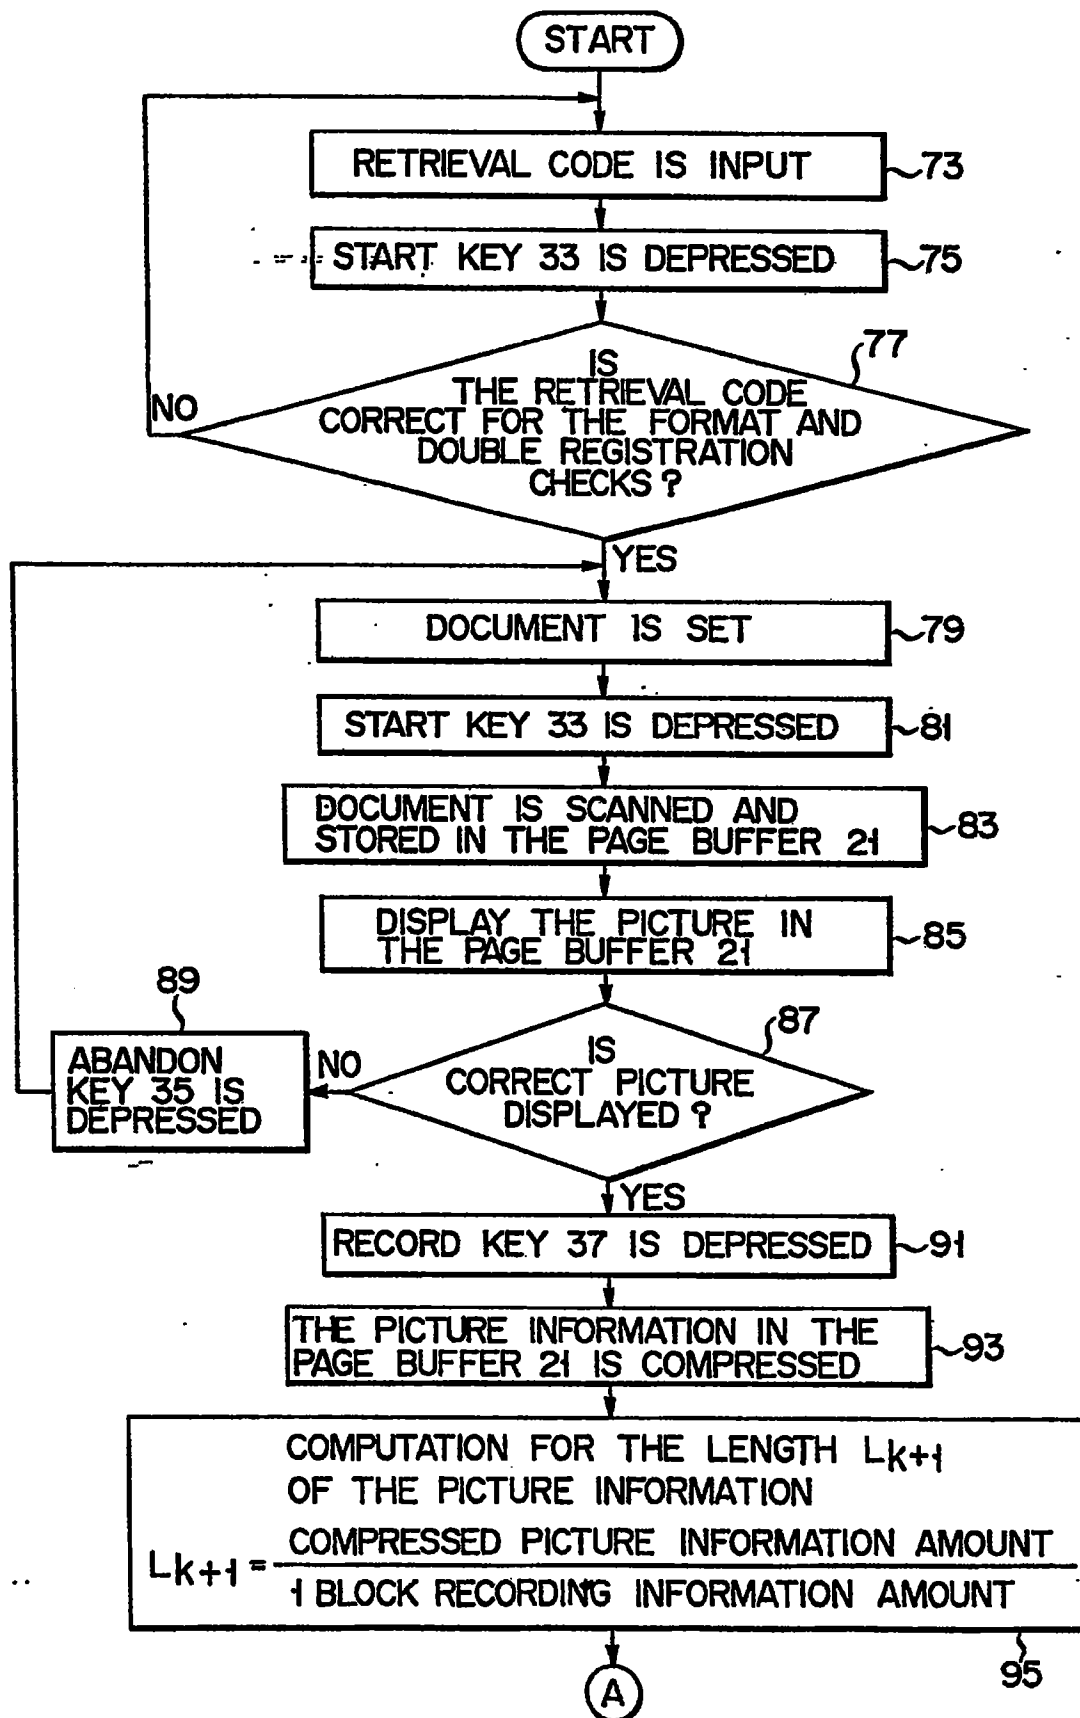 START
RETRIEVAL CODE IS INPUT
73
START KEY 33 IS DEPRESSED
75
77
IS
THE RETRIEVAL CODE
CORRECT FOR THE FORMAT AND
DOUBLE REGISTRATION
CHECKS?
NO
YES
DOCUMENT IS SET
79
START KEY 33 IS DEPRESSED
81
DOCUMENT IS SCANNED AND
STORED IN THE PAGE BUFFER 21
83
DISPLAY THE PICTURE IN
THE PAGE BUFFER 21
85
87
IS
CORRECT PICTURE
DISPLAYED?
NO
89
ABANDON
KEY 35 IS
DEPRESSED
YES
RECORD KEY 37 IS DEPRESSED
91
THE PICTURE INFORMATION IN THE
PAGE BUFFER 21 IS COMPRESSED
93
COMPUTATION FOR THE LENGTH Lk+1
OF THE PICTURE INFORMATION
COMPRESSED PICTURE INFORMATION AMOUNT
Lk+1 =
1 BLOCK RECORDING INFORMATION AMOUNT
95
A